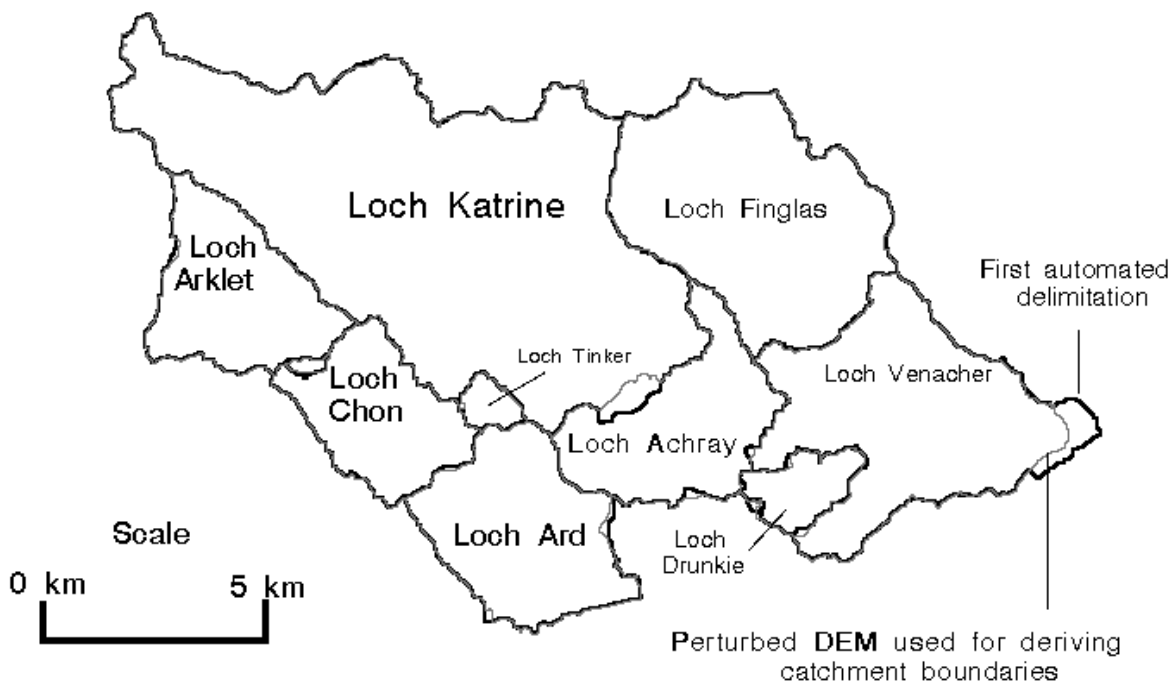 Loch Katrine
Loch Finglas
Loch
Arklet
First automated
delimitation
Loch Tinker
Loch
Chon
Loch Venacher
Loch Achray
Loch Ard
Loch
Drunkie
Scale
0 km
5 km
Perturbed DEM used for deriving
catchment boundaries